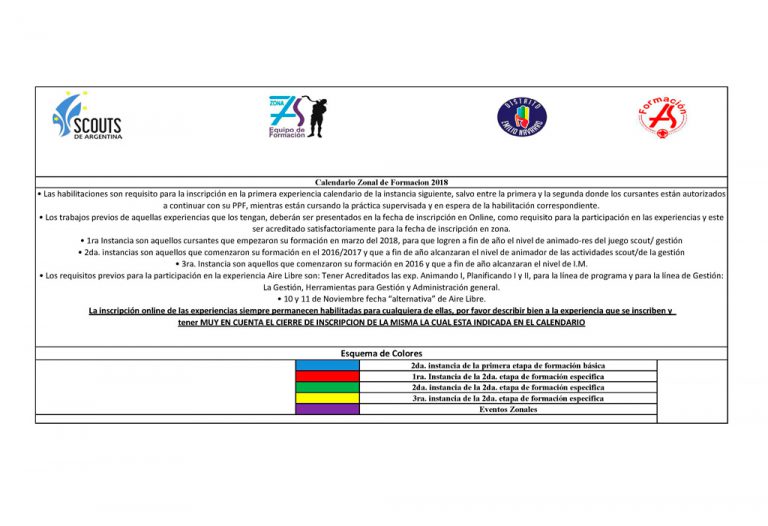 SCOUTS
DE ARGENTINA
ZONA
7
Equipo de
Formación
DISTRITO
EMILIO NAVARRO
Formación
Calendario Zonal de Formacion 2018
• Las habilitaciones son requisito para la inscripción en la primera experiencia calendario de la instancia siguiente, salvo entre la primera y la segunda donde los cursantes están autorizados
a continuar con su PPF, mientras están cursando la práctica supervisada y en espera de la habilitación correspondiente.
• Los trabajos previos de aquellas experiencias que los tengan, deberán ser presentados en la fecha de inscripción en Online, como requisito para la participación en las experiencias y este
ser acreditado satisfactoriamente para la fecha de inscripción en zona.
• 1ra Instancia son aquellos cursantes que empezaron su formación en marzo del 2018, para que logren a fin de año el nivel de animado-res del juego scout/ gestión
• 2da. instancias son aquellos que comenzaron su formación en el 2016/2017 y que a fin de año alcanzaran el nivel de animador de las actividades scout/de la gestión
• 3ra. Instancia son aquellos que comenzaron su formación en 2016 y que a fin de año alcanzaran el nivel de I.M.
• Los requisitos previos para la participación en la experiencia Aire Libre son: Tener Acreditados las exp. Animando I, Planificando I y II, para la línea de programa y para la línea de Gestión:
La Gestión, Herramientas para Gestión y Administración general.
• 10 y 11 de Noviembre fecha "alternativa" de Aire Libre.
La inscripción online de las experiencias siempre permanecen habilitadas para cualquiera de ellas, por favor describir bien a la experiencia que se inscriben y
tener MUY EN CUENTA EL CIERRE DE INSCRIPCION DE LA MISMA LA CUAL ESTA INDICADA EN EL CALENDARIO
Esquema de Colores
2da. instancia de la primera etapa de formación básica
1ra. Instancia de la 2da. etapa de formación especifica
2da. instancia de la 2da. etapa de formación especifica
3ra. instancia de la 2da. etapa de formación especifica
Eventos Zonales